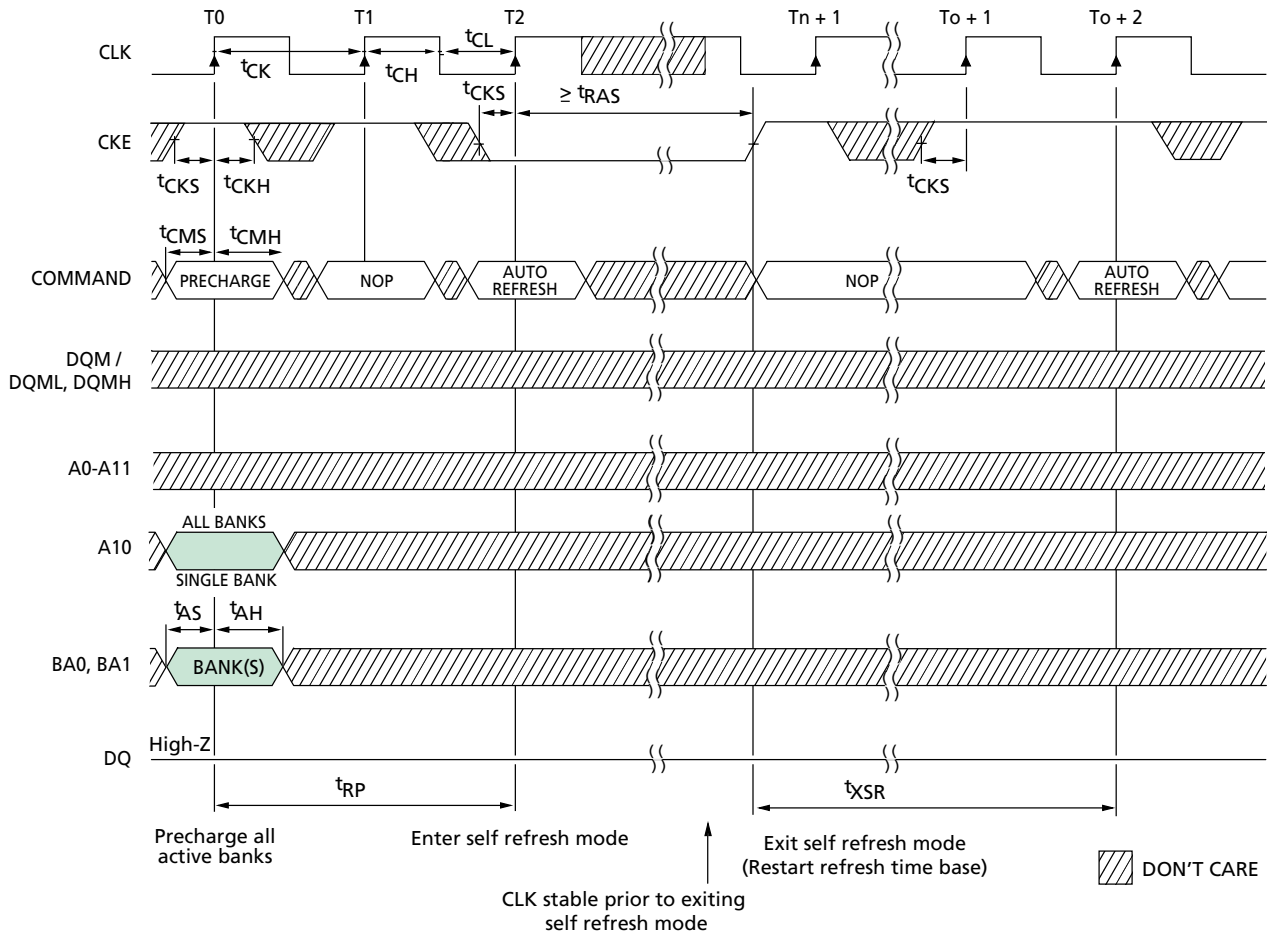 T0 T1 T2 Tn + 1 To + 1 To + 2
CLK
tCK tCH tCL
tCKS ≥ tRAS
CKE
tCKS tCKH tCKS
tCMS tCMH
COMMAND PRECHARGE NOP AUTO REFRESH NOP AUTO REFRESH
DQM /
DQML, DQMH
A0-A11
ALL BANKS
A10
SINGLE BANK
tAS tAH
BA0, BA1 BANK(S)
High-Z
DQ
tRP tXSR
Precharge all
active banks
Enter self refresh mode
CLK stable prior to exiting
self refresh mode
Exit self refresh mode
(Restart refresh time base)
DON'T CARE